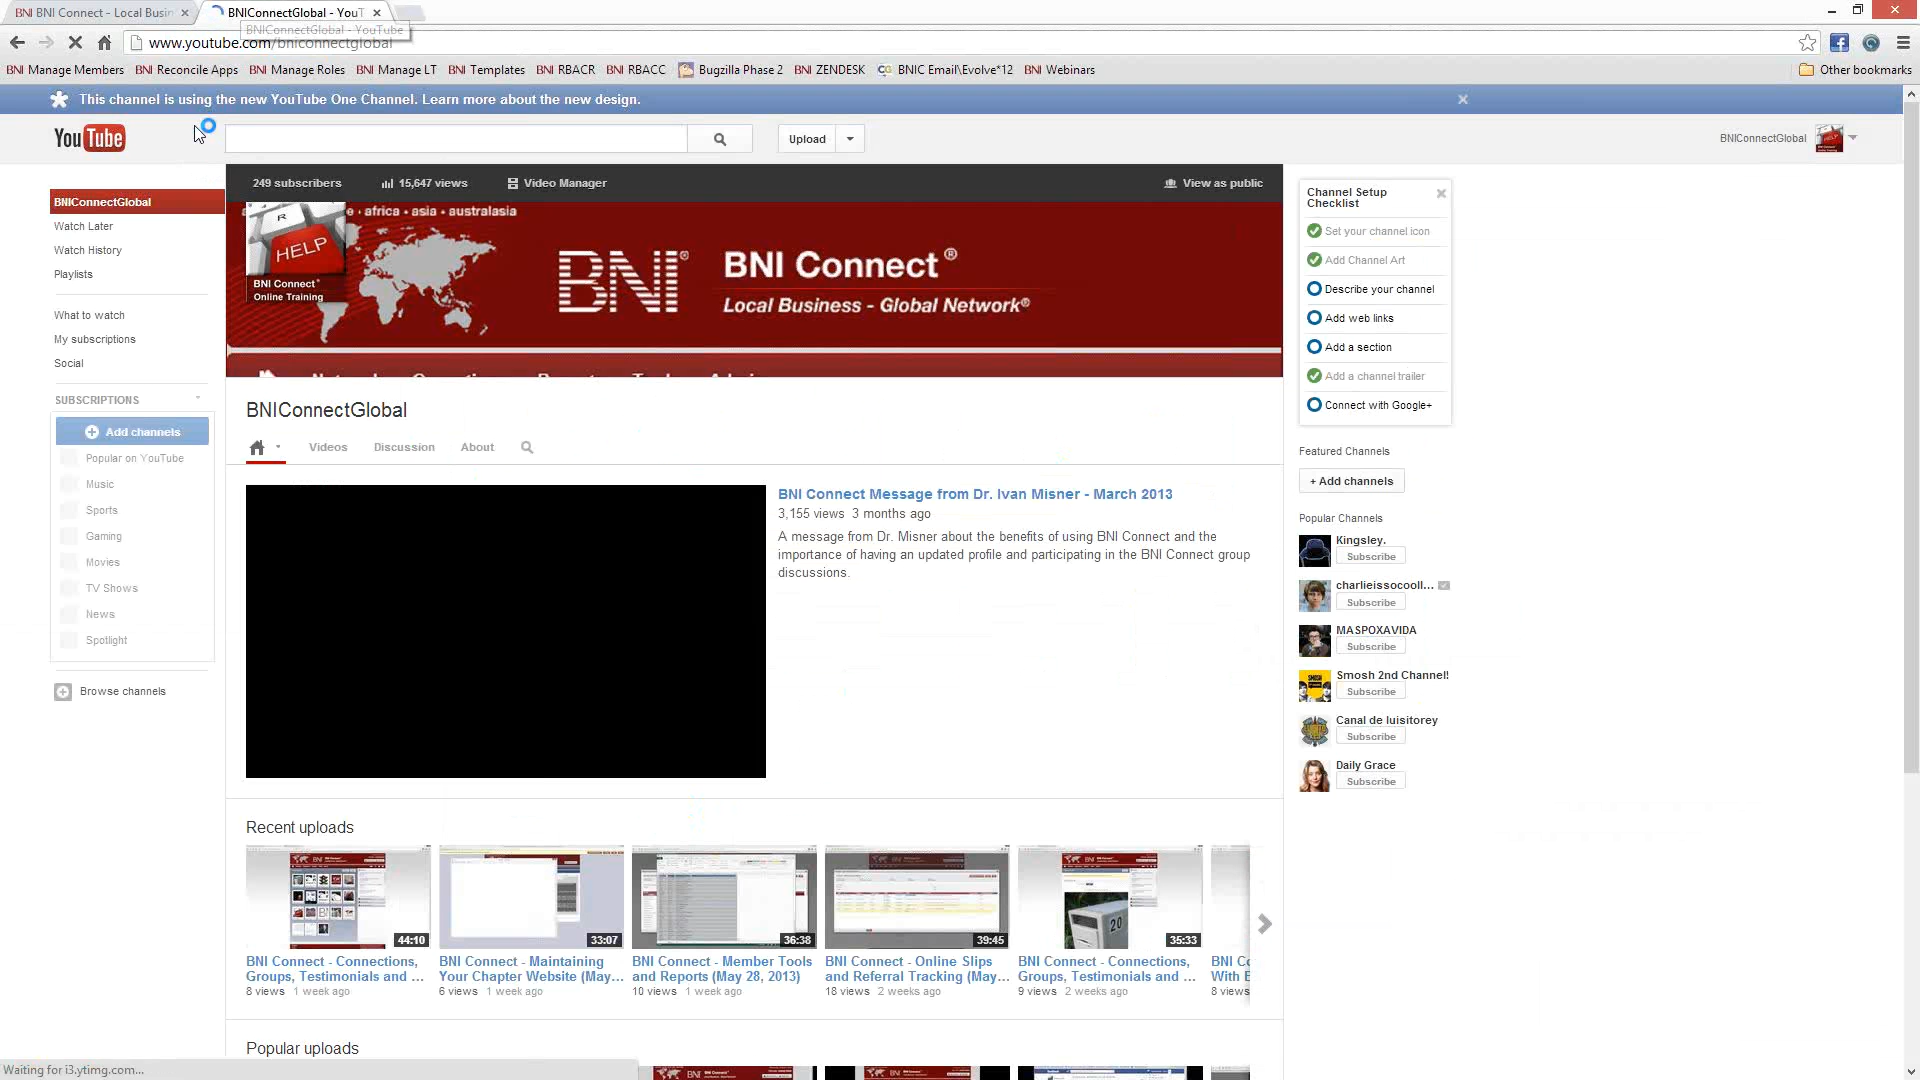 BNI BNI Connect - Local Busin
BNIConnectGlobal - YouT
BNIConnectGlobal - YouTube
www.youtube.com/bniconnectglobal
BNI Manage Members
BNI Reconcile Apps
BNI Manage Roles
BNI Manage LT
BNI Templates
BNI RBACR
BNI RBACC
Bugzilla Phase 2
BNI ZENDESK
BNIC Email\Evolve*12
BNI Webinars
Other bookmarks
This channel is using the new YouTube One Channel. Learn more about the new design.
YouTube
Upload
BNIConnectGlobal
BNIConnectGlobal
Watch Later
Watch History
Playlists
What to watch
My subscriptions
Social
SUBSCRIPTIONS
Add channels
Popular on YouTube
Music
Sports
Gaming
Movies
TV Shows
News
Spotlight
Browse channels
249 subscribers
15,647 views
Video Manager
View as public
e • africa • asia • australasia
R
HELP
BNI Connect®
Online Training
BNI®
BNI Connect®
Local Business - Global Network®
BNIConnectGlobal
Videos
Discussion
About
BNI Connect Message from Dr. Ivan Misner - March 2013
3,155 views 3 months ago
A message from Dr. Misner about the benefits of using BNI Connect and the
importance of having an updated profile and participating in the BNI Connect group
discussions.
Recent uploads
44:10
BNI Connect - Connections,
Groups, Testimonials and ...
8 views 1 week ago
33:07
BNI Connect - Maintaining
Your Chapter Website (May...
6 views 1 week ago
36:38
BNI Connect - Member Tools
and Reports (May 28, 2013)
10 views 1 week ago
39:45
BNI Connect - Online Slips
and Referral Tracking (May...
18 views 2 weeks ago
20
35:33
BNI Connect - Connections,
Groups, Testimonials and ...
9 views 2 weeks ago
BNI Co
With E
8 views
Popular uploads
Channel Setup
Checklist
Set your channel icon
Add Channel Art
Describe your channel
Add web links
Add a section
Add a channel trailer
Connect with Google+
Featured Channels
+ Add channels
Popular Channels
Kingsley.
Subscribe
charlieissocooll...
Subscribe
MASPOXAVIDA
Subscribe
Smosh 2nd Channel!
Subscribe
Canal de luisitorey
Subscribe
Daily Grace
Subscribe
Waiting for i3.ytimg.com...